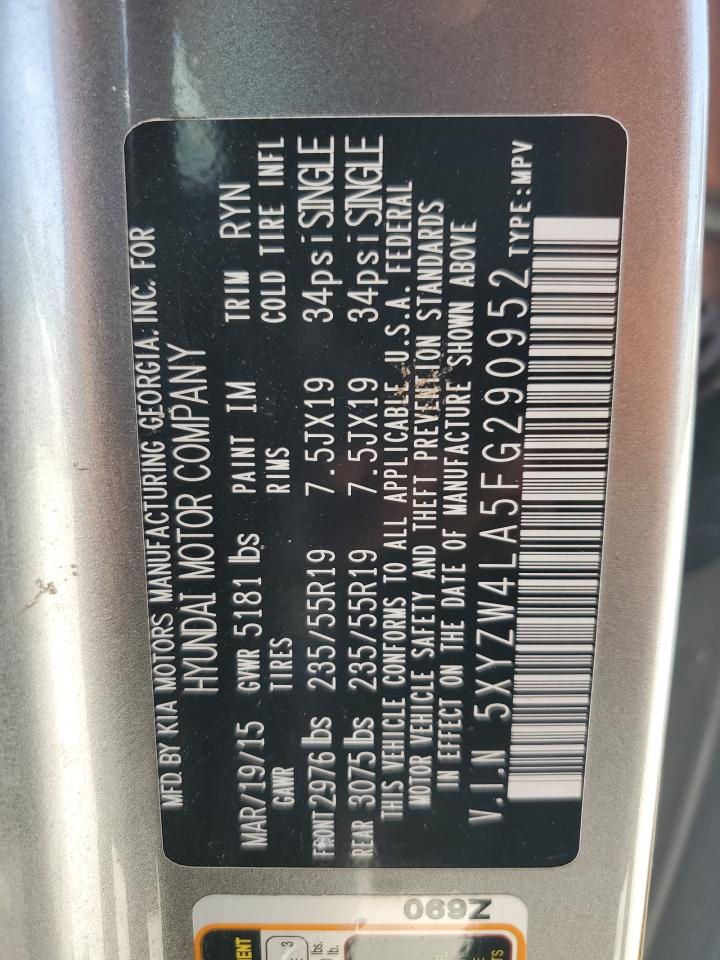 MFD. BY KIA MOTORS MANUFACTURING GEORGIA, INC. FOR
HYUNDAI MOTOR COMPANY
MAR/19/15 GVWR 5181 lbs PAINT IM TRIM RYN
GAWR TIRES RIMS COLD TIRE INFL
FRONT 2976 lbs 235/55R19 7.5JX19 34psi SINGLE
REAR 3075 lbs 235/55R19 7.5JX19 34psi SINGLE
THIS VEHICLE CONFORMS TO ALL APPLICABLE U.S.A. FEDERAL
MOTOR VEHICLE SAFETY AND THEFT PREVENTION STANDARDS
IN EFFECT ON THE DATE OF MANUFACTURE SHOWN ABOVE
V.I.N 5XYZW4LA5FG290952 TYPE:MPV
Z690
lbs.
lb.
3